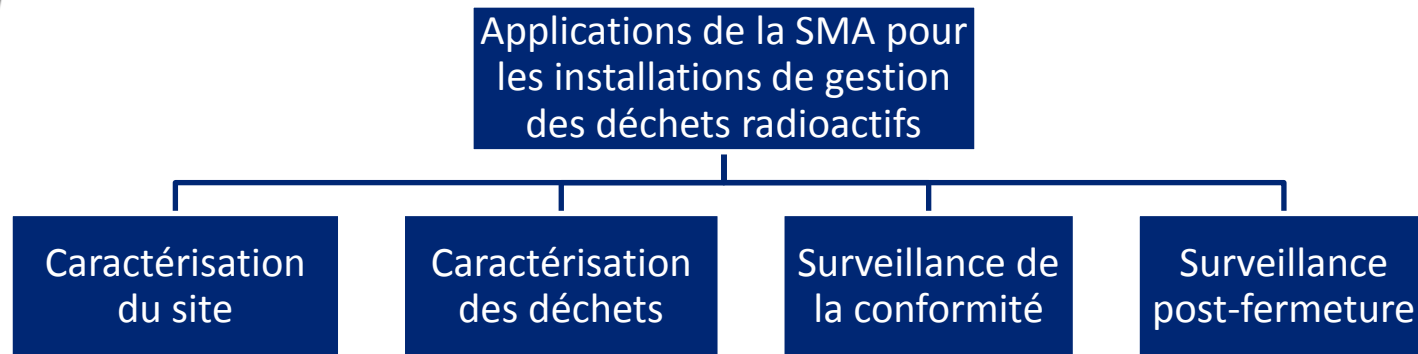 Applications de la SMA pour
les installations de gestion
des déchets radioactifs
Caractérisation
du site
Caractérisation
des déchets
Surveillance de
la conformité
Surveillance
post-fermeture